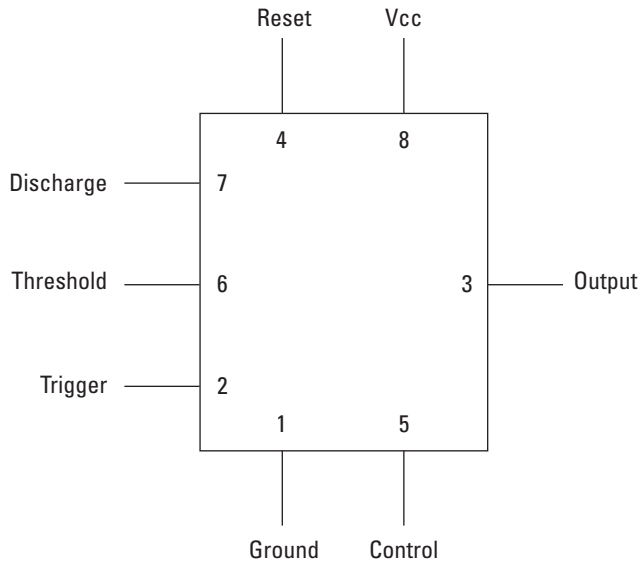 Reset Vcc
4 8
Discharge 7
Threshold 6 3 Output
Trigger 2
1 5
Ground Control